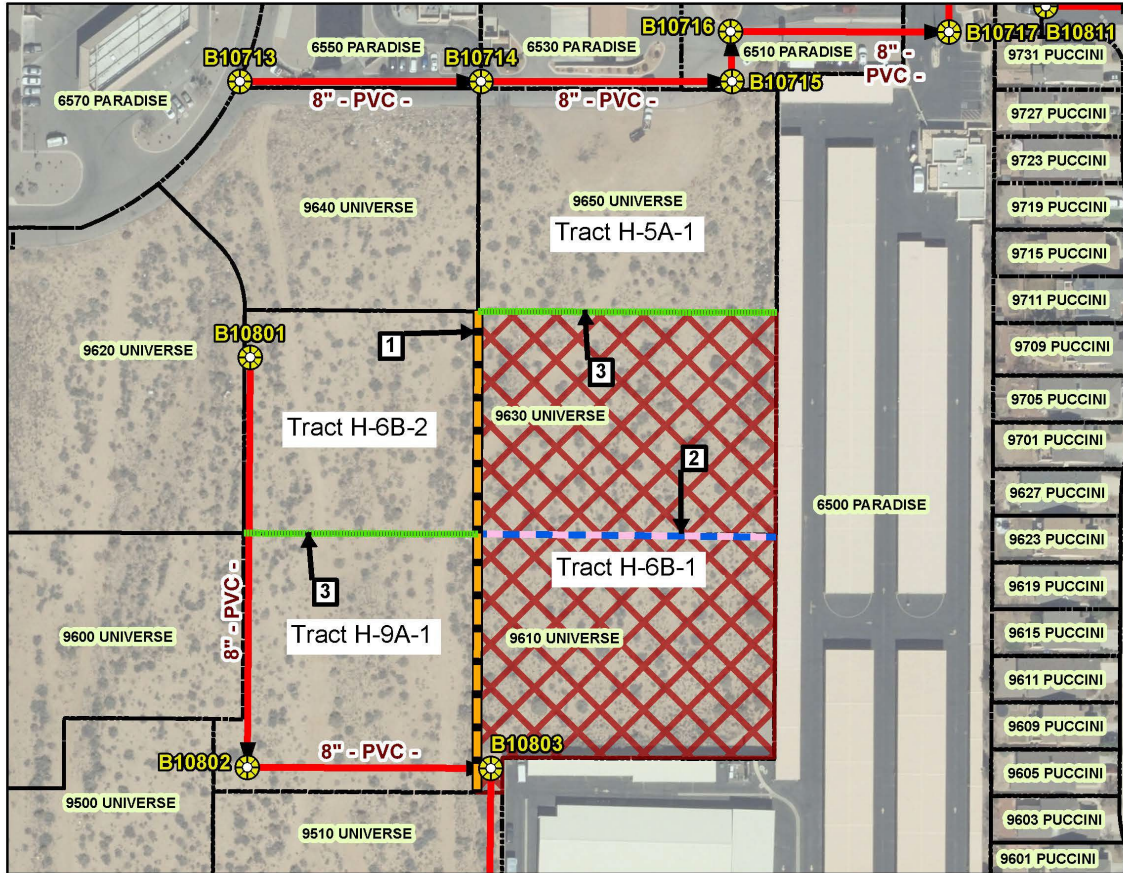 B10716
B10717
B10811
6550 PARADISE
6530 PARADISE
6510 PARADISE
8" -
PVC -
9731 PUCCINI
B10713
B10714
B10715
6570 PARADISE
8" - PVC -
8" - PVC -
9727 PUCCINI
9723 PUCCINI
9640 UNIVERSE
9650 UNIVERSE
9719 PUCCINI
Tract H-5A-1
9715 PUCCINI
9711 PUCCINI
B10801
9620 UNIVERSE
1
9709 PUCCINI
3
9705 PUCCINI
9630 UNIVERSE
Tract H-6B-2
9701 PUCCINI
2
9627 PUCCINI
6500 PARADISE
9623 PUCCINI
Tract H-6B-1
9619 PUCCINI
3
8" - PVC -
9600 UNIVERSE
Tract H-9A-1
9610 UNIVERSE
9615 PUCCINI
9611 PUCCINI
9609 PUCCINI
B10802
8" - PVC -
B10803
9605 PUCCINI
9500 UNIVERSE
9510 UNIVERSE
9603 PUCCINI
9601 PUCCINI